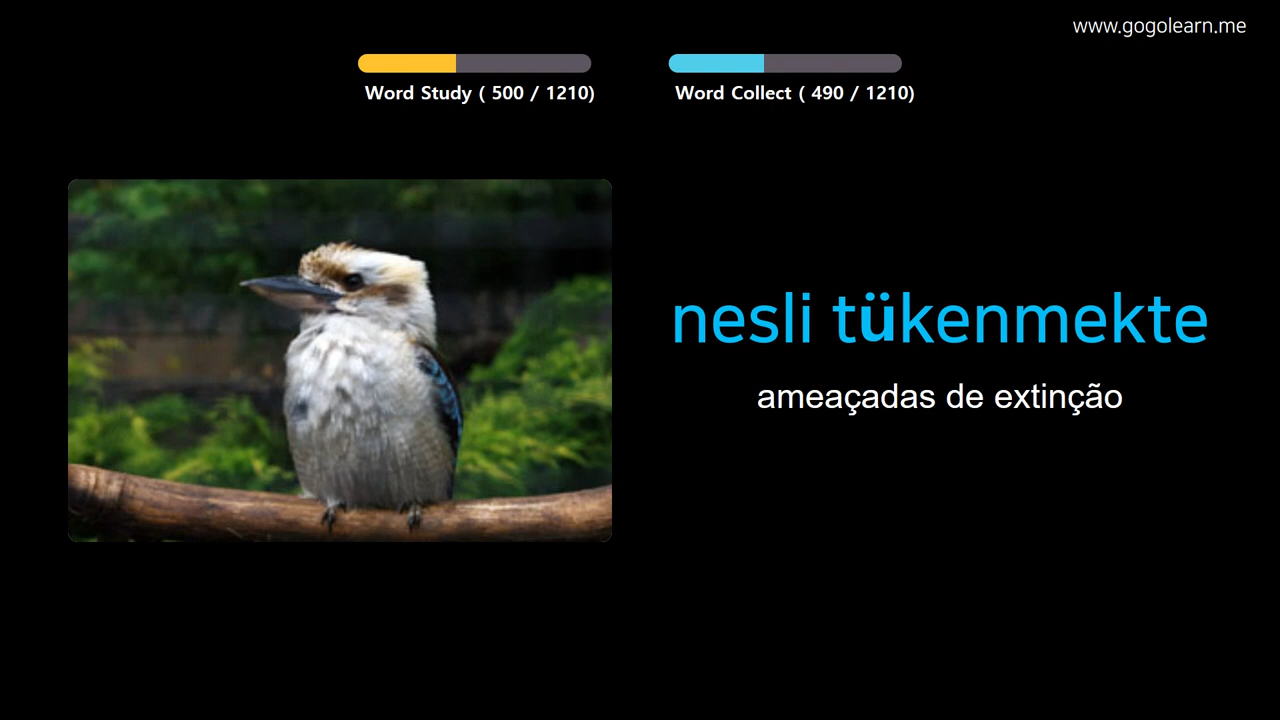 www.gogolearn.me
Word Study ( 500 / 1210)
Word Collect ( 490 / 1210)
nesli tükenmekte
ameaçadas de extinção